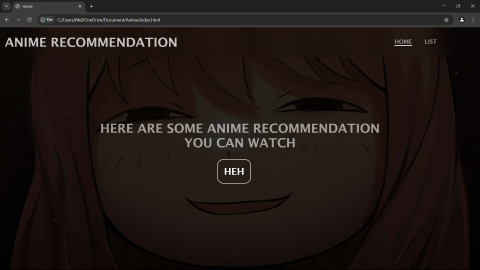 Home
File
C:/Users/Mel/OneDrive/Document/Anime/index.html
ANIME RECOMMENDATION
HOME
LIST
HERE ARE SOME ANIME RECOMMENDATION
YOU CAN WATCH
HEH